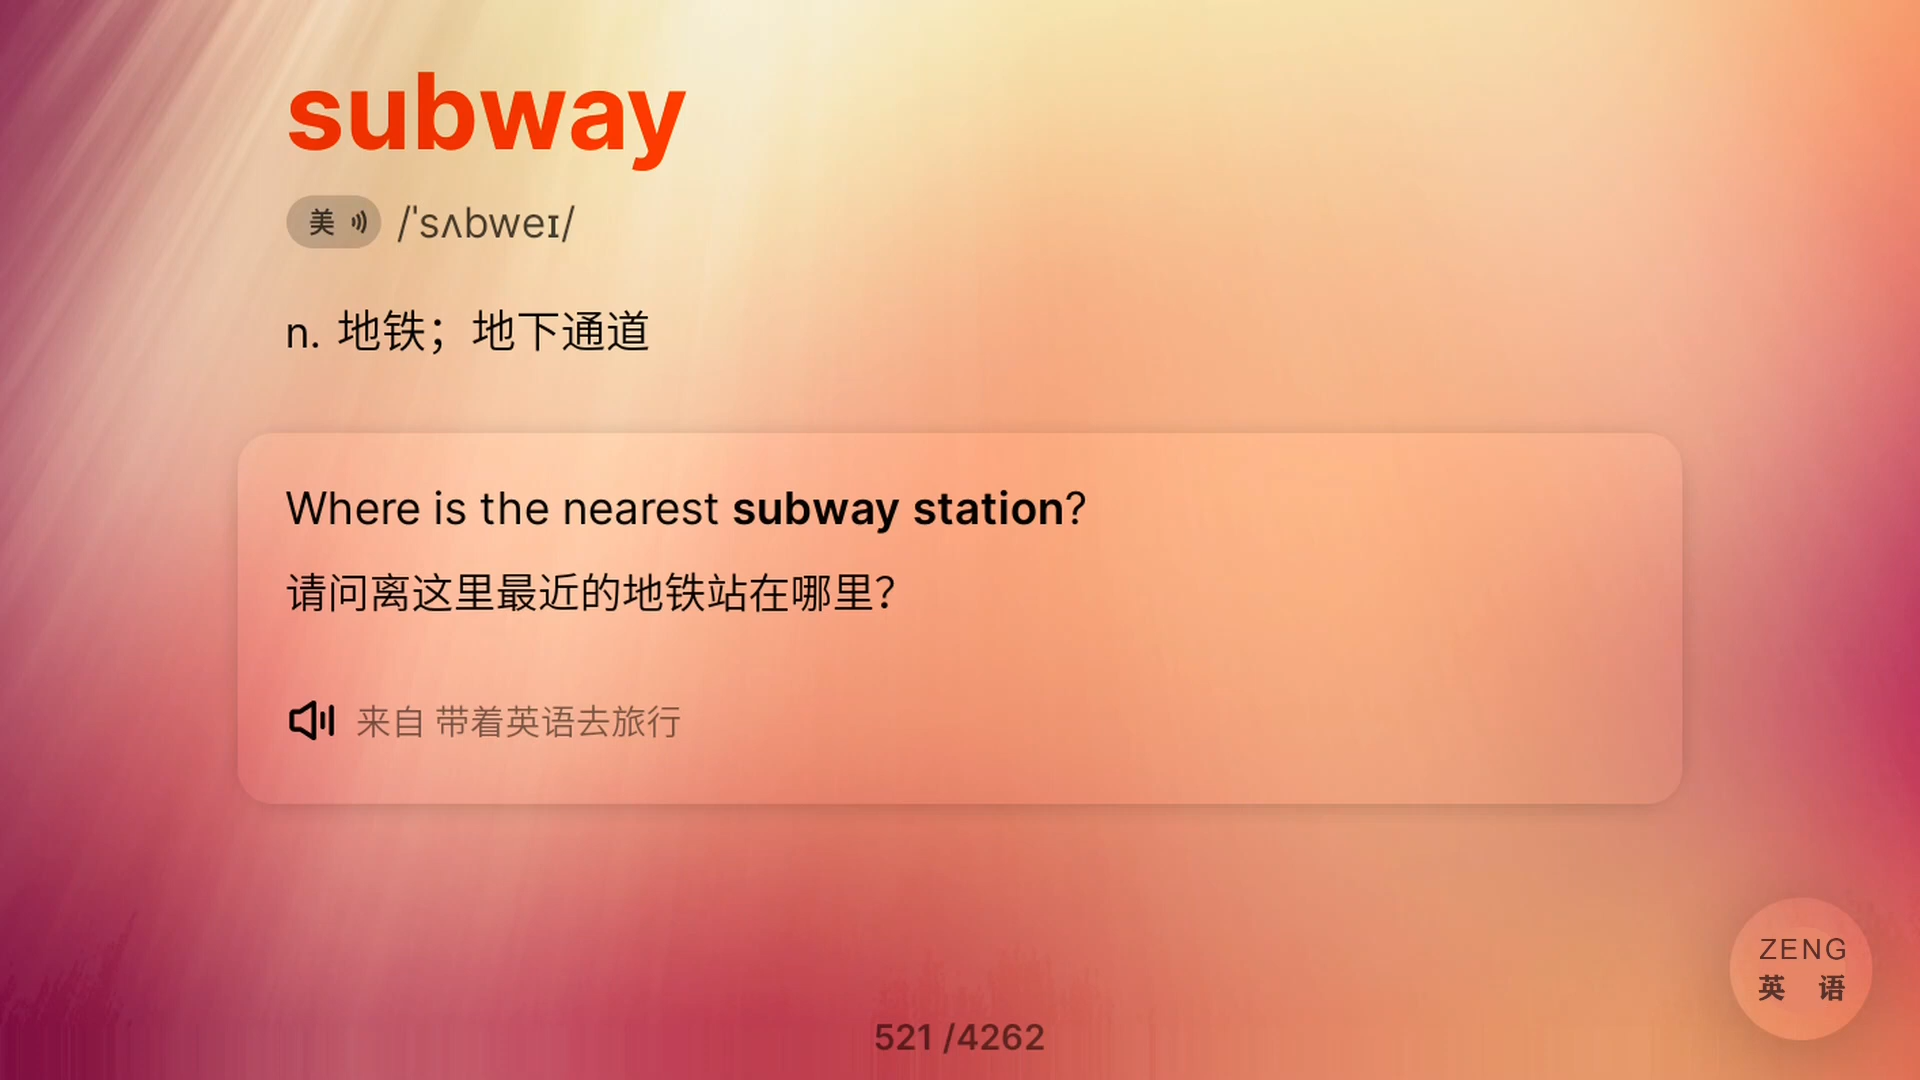 subway
美 /ˈsʌbweɪ/
n. 地铁；地下通道
Where is the nearest subway station?
请问离这里最近的地铁站在哪里？
来自 带着英语去旅行
ZENG
英 语
521 /4262